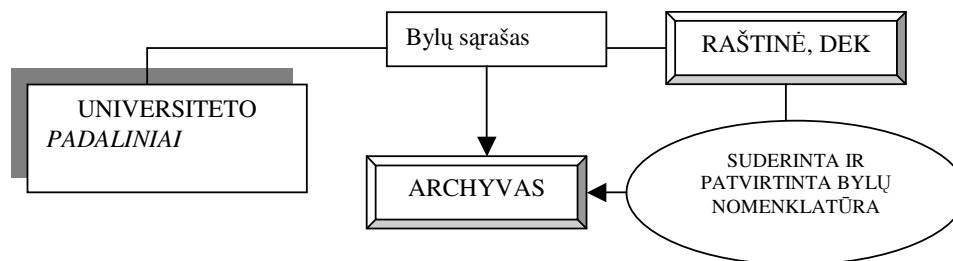 Bylų sąrašas
RAŠTINĖ, DEK
UNIVERSITETO
PADALINIAI
ARCHYVAS
SUDERINTA IR
PATVIRTINTA BYLŲ
NOMENKLATŪRA